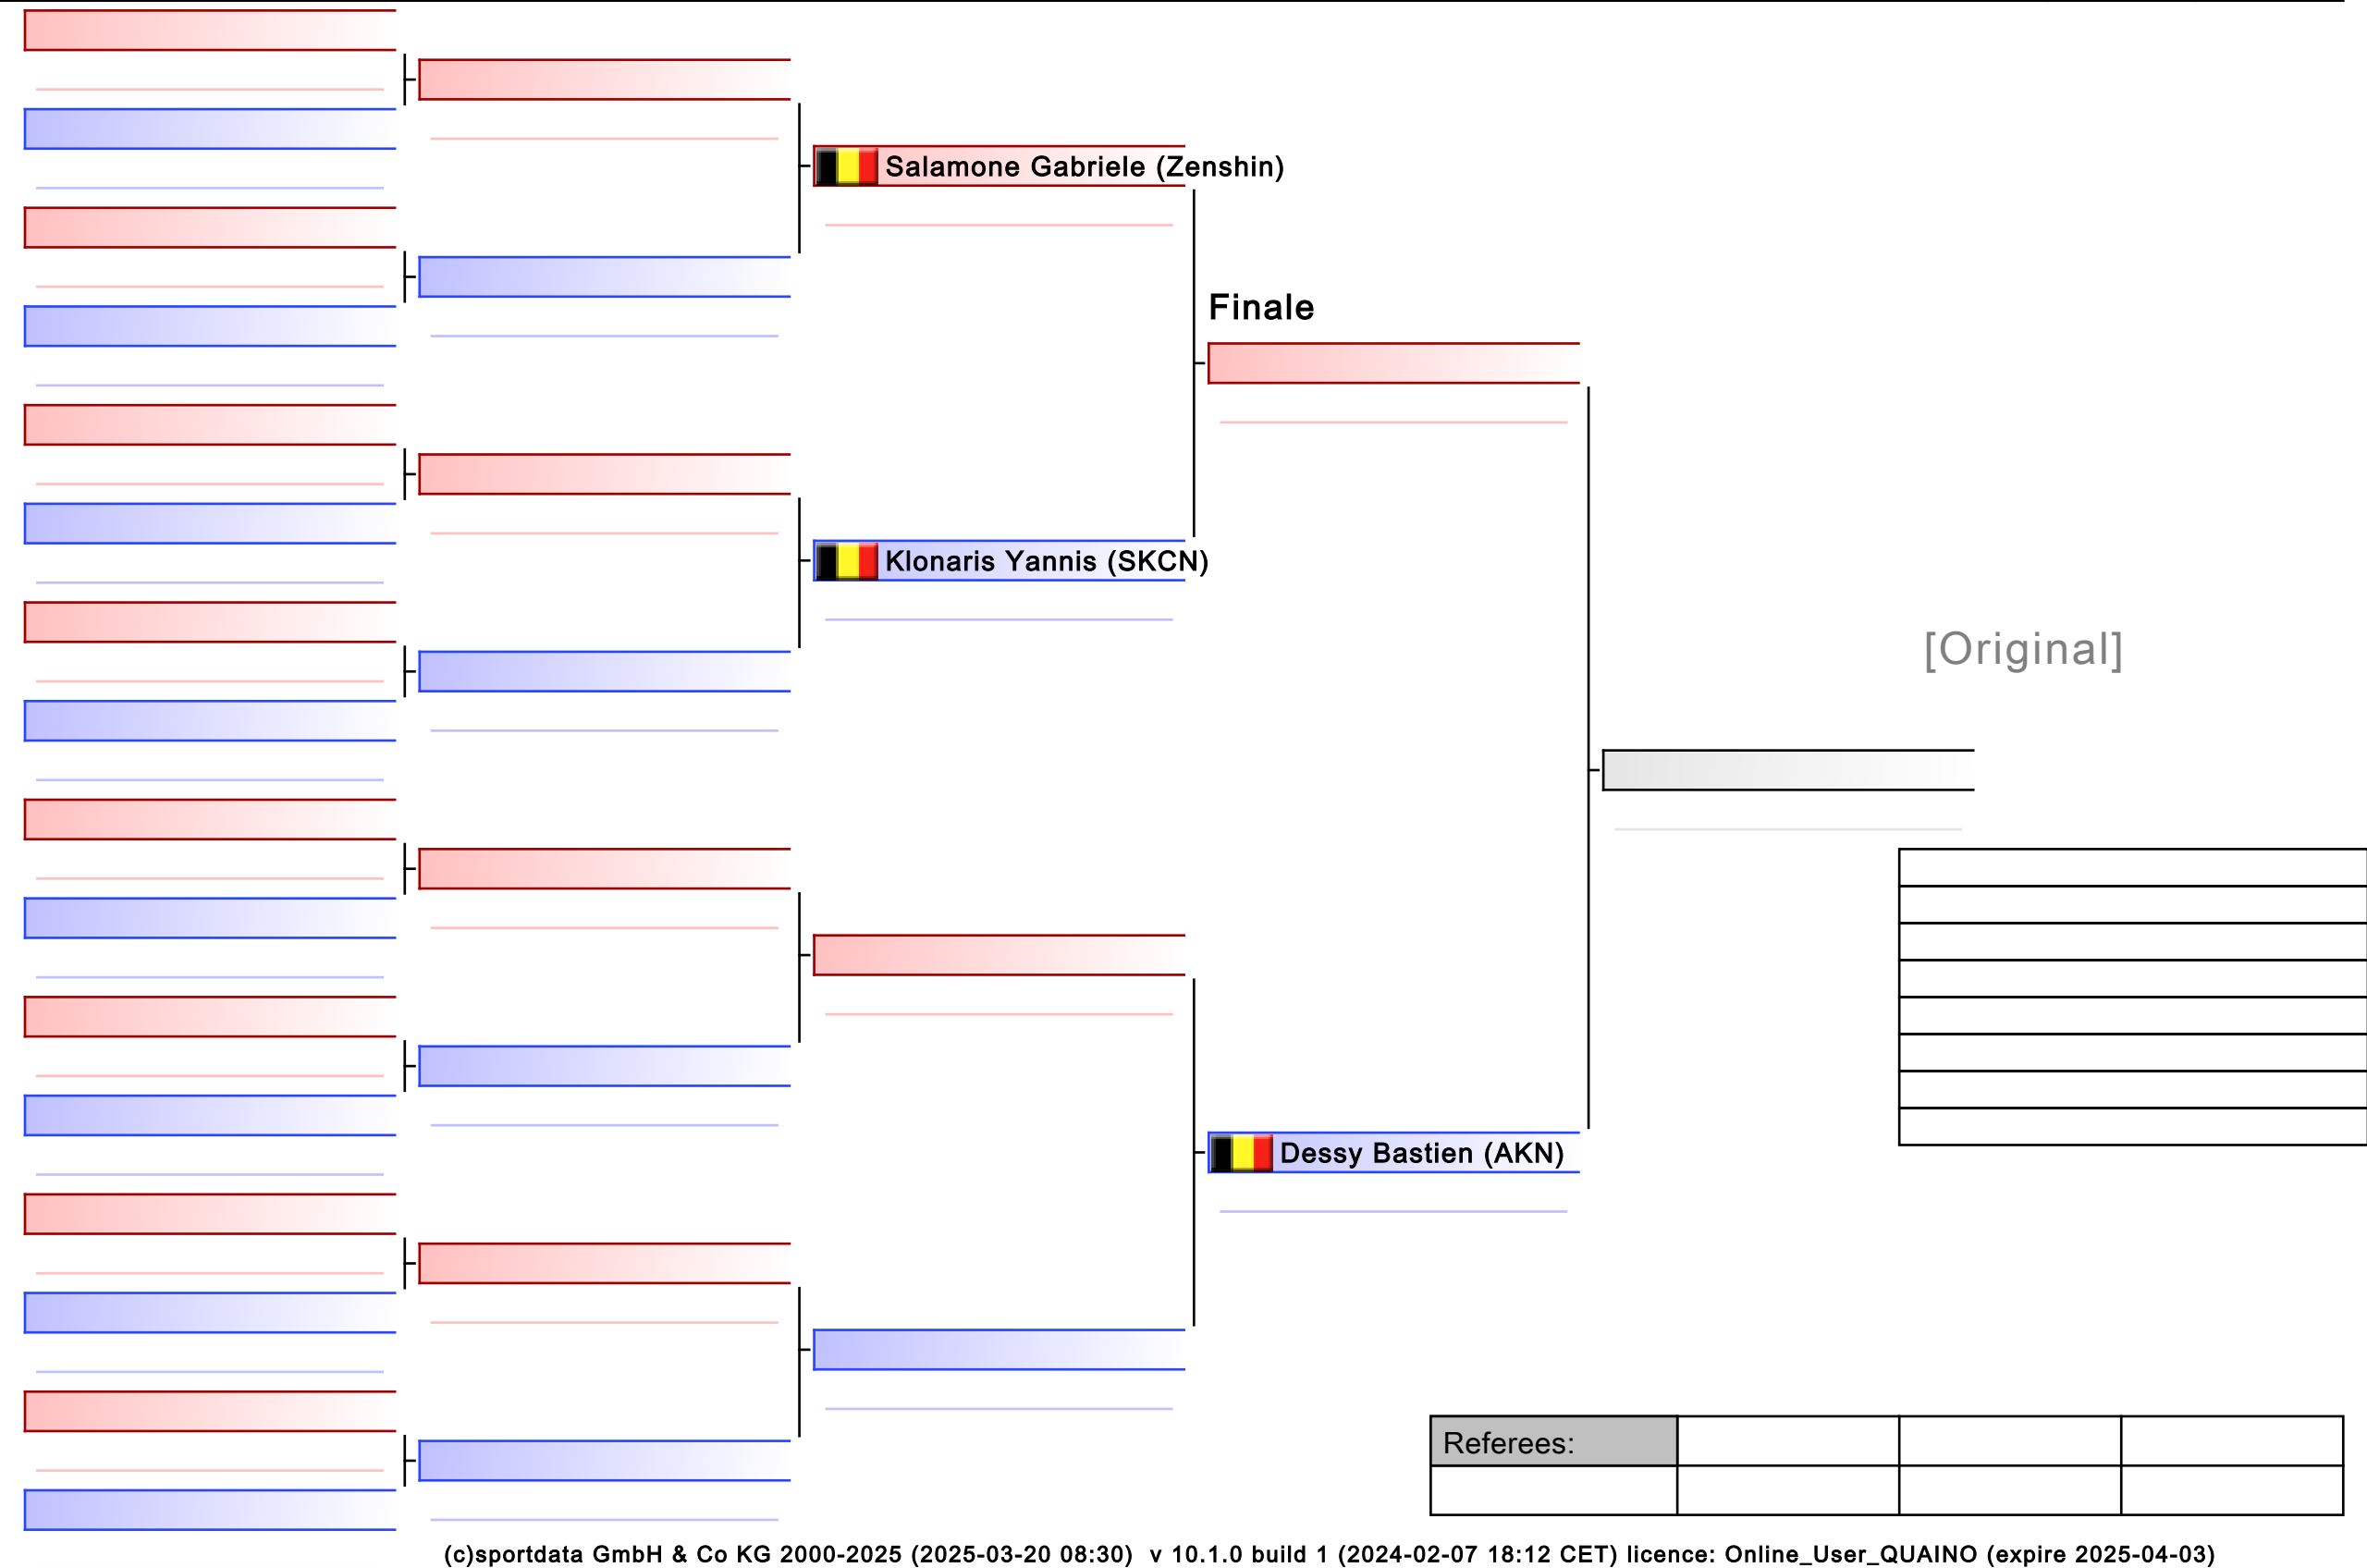 Salamone Gabriele (Zenshin)
Finale
Klonaris Yannis (SKCN)
[Original]
Dessy Bastien (AKN)
Referees:
(c)sportdata GmbH & Co KG 2000-2025 (2025-03-20 08:30)  v 10.1.0 build 1 (2024-02-07 18:12 CET) licence: Online_User_QUAINO (expire 2025-04-03)